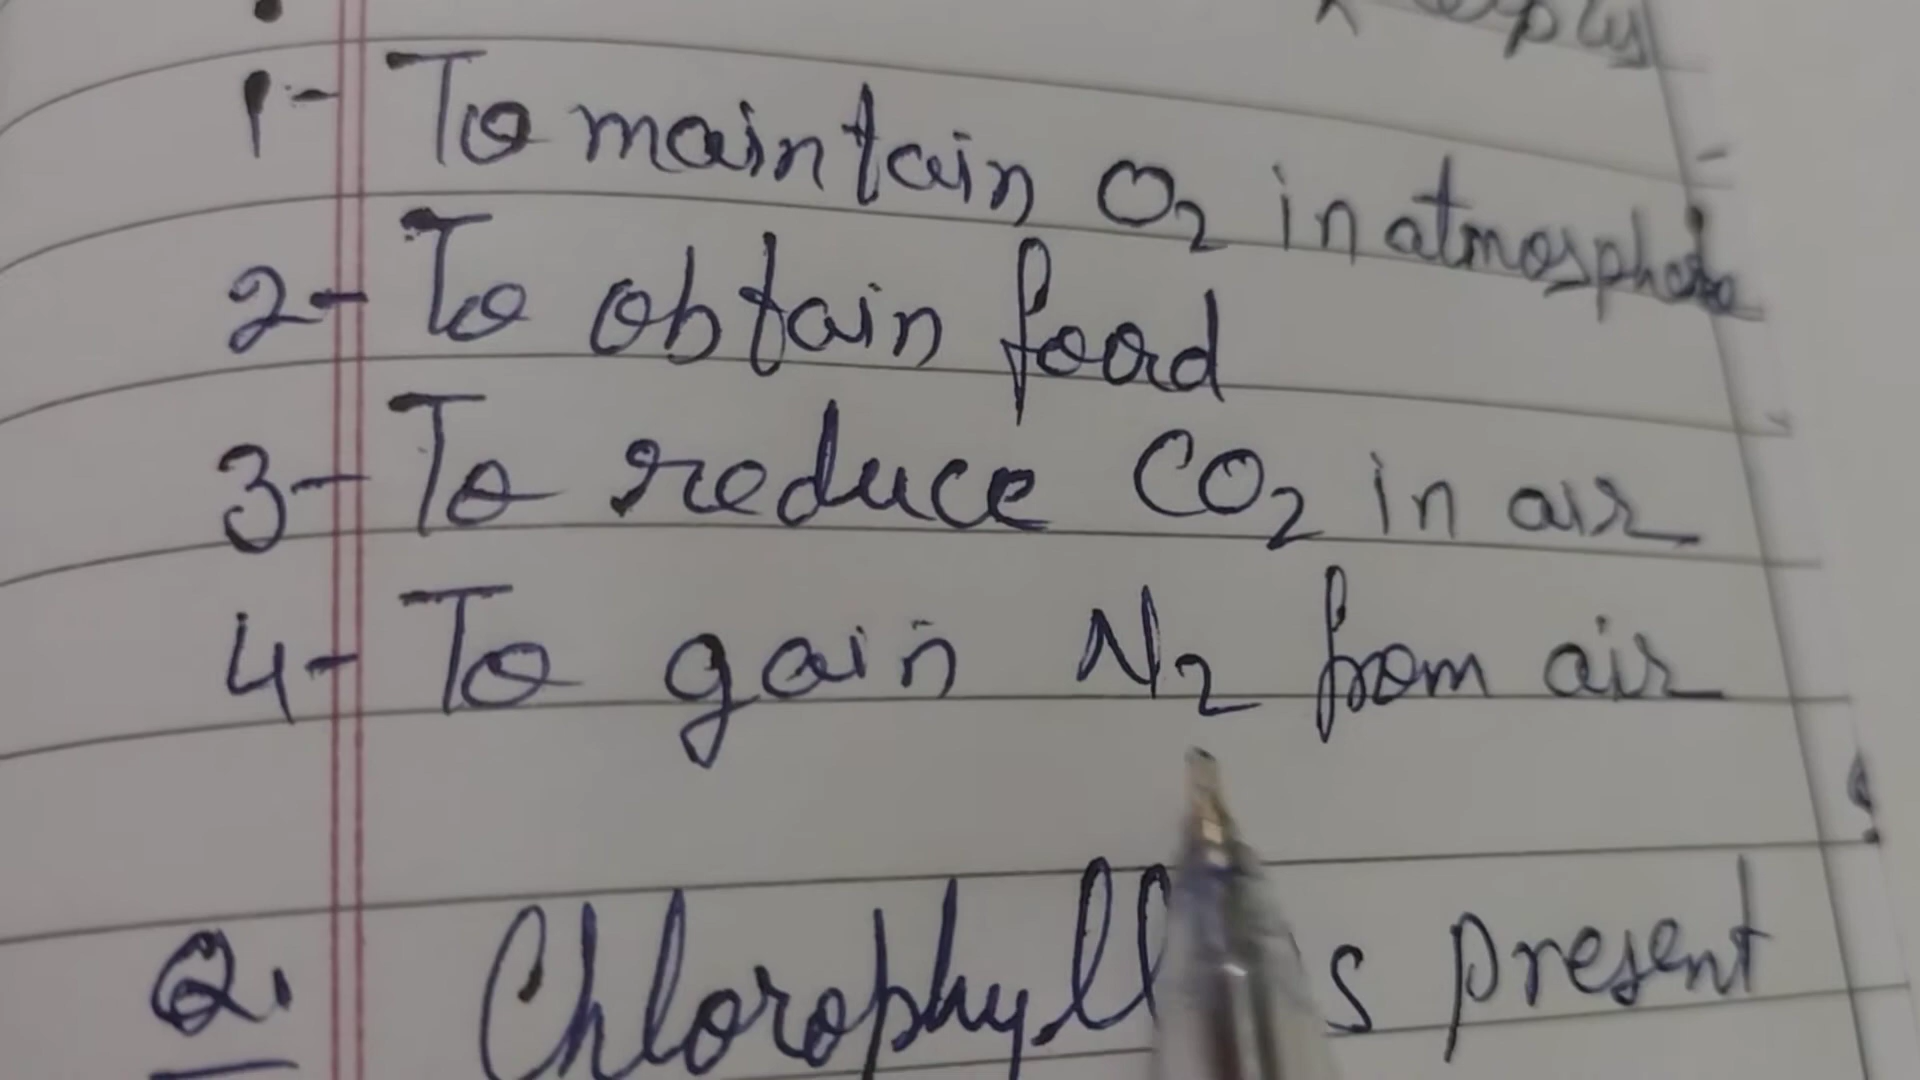 1- To maintain O₂ in atmosphere
2- To obtain food
3- To reduce CO₂ in air
4- To gain N₂ from air
Q. Chlorophyll is present